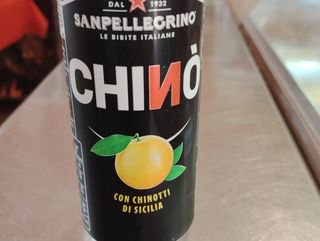 DAL 1932
SANPELLEGRINO
LE BIBITE ITALIANE
CHINÒ
CON CHINOTTI
DI SICILIA